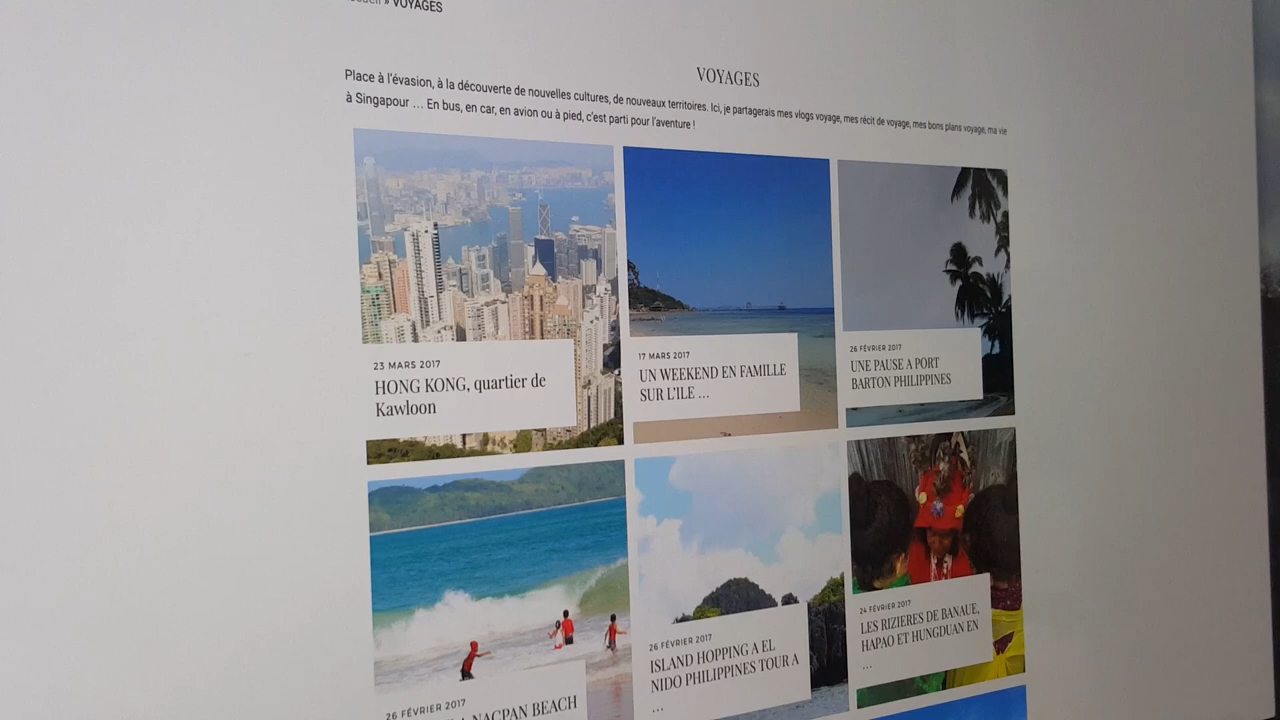 » VOYAGES
VOYAGES
Place à l'évasion, à la découverte de nouvelles cultures, de nouveaux territoires. Ici, je partagerais mes vlogs voyage, mes récit de voyage, mes bons plans voyage, ma vie
à Singapour ... En bus, en car, en avion ou à pied, c'est parti pour l'aventure !
23 MARS 2017
HONG KONG, quartier de
Kawloon
17 MARS 2017
UN WEEKEND EN FAMILLE
SUR L'ILE ...
26 FÉVRIER 2017
UNE PAUSE A PORT
BARTON PHILIPPINES
26 FÉVRIER 2017
NACPAN BEACH
26 FÉVRIER 2017
ISLAND HOPPING A EL
NIDO PHILIPPINES TOUR A
...
24 FÉVRIER 2017
LES RIZIERES DE BANAUE,
HAPAO ET HUNGDUAN EN
...